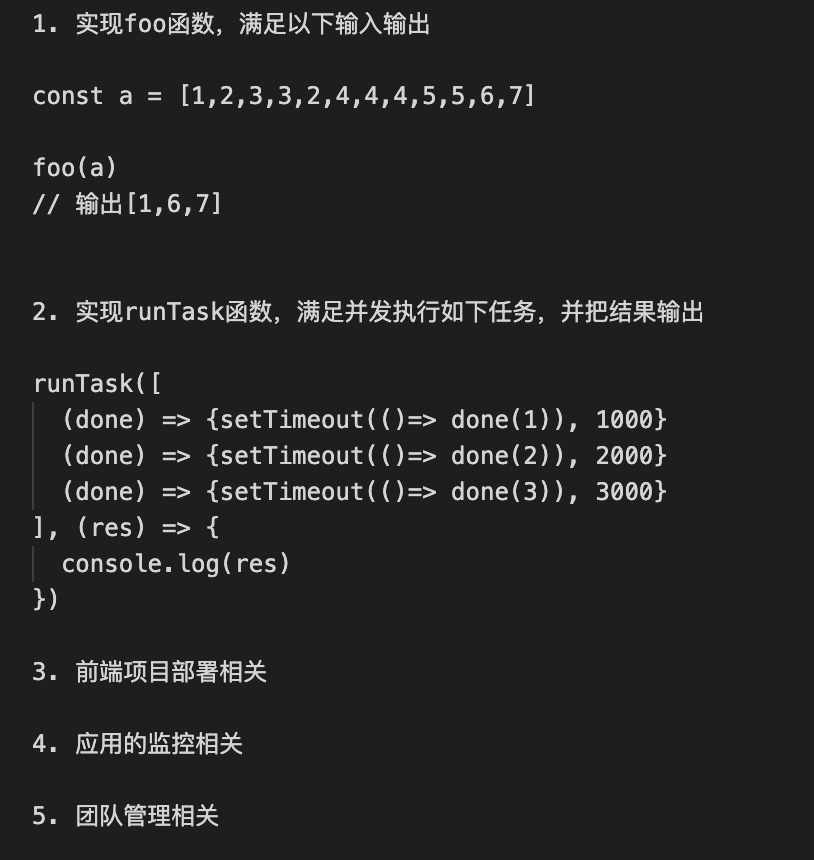 1. 实现foo函数，满足以下输入输出
const a = [1,2,3,3,2,4,4,4,5,5,6,7]
foo(a)
// 输出[1,6,7]
2. 实现runTask函数，满足并发执行如下任务，并把结果输出
runTask([
(done) => {setTimeout(()=> done(1)), 1000}
(done) => {setTimeout(()=> done(2)), 2000}
(done) => {setTimeout(()=> done(3)), 3000}
], (res) => {
console.log(res)
})
3. 前端项目部署相关
4. 应用的监控相关
5. 团队管理相关